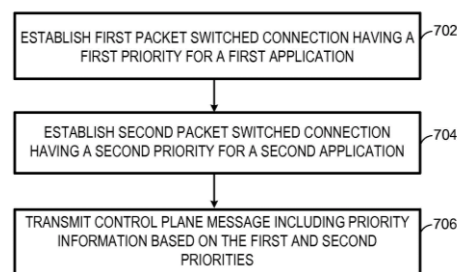 ESTABLISH FIRST PACKET SWITCHED CONNECTION HAVING A
FIRST PRIORITY FOR A FIRST APPLICATION
702
ESTABLISH SECOND PACKET SWITCHED CONNECTION
HAVING A SECOND PRIORITY FOR A SECOND APPLICATION
704
TRANSMIT CONTROL PLANE MESSAGE INCLUDING PRIORITY
INFORMATION BASED ON THE FIRST AND SECOND
PRIORITIES
706